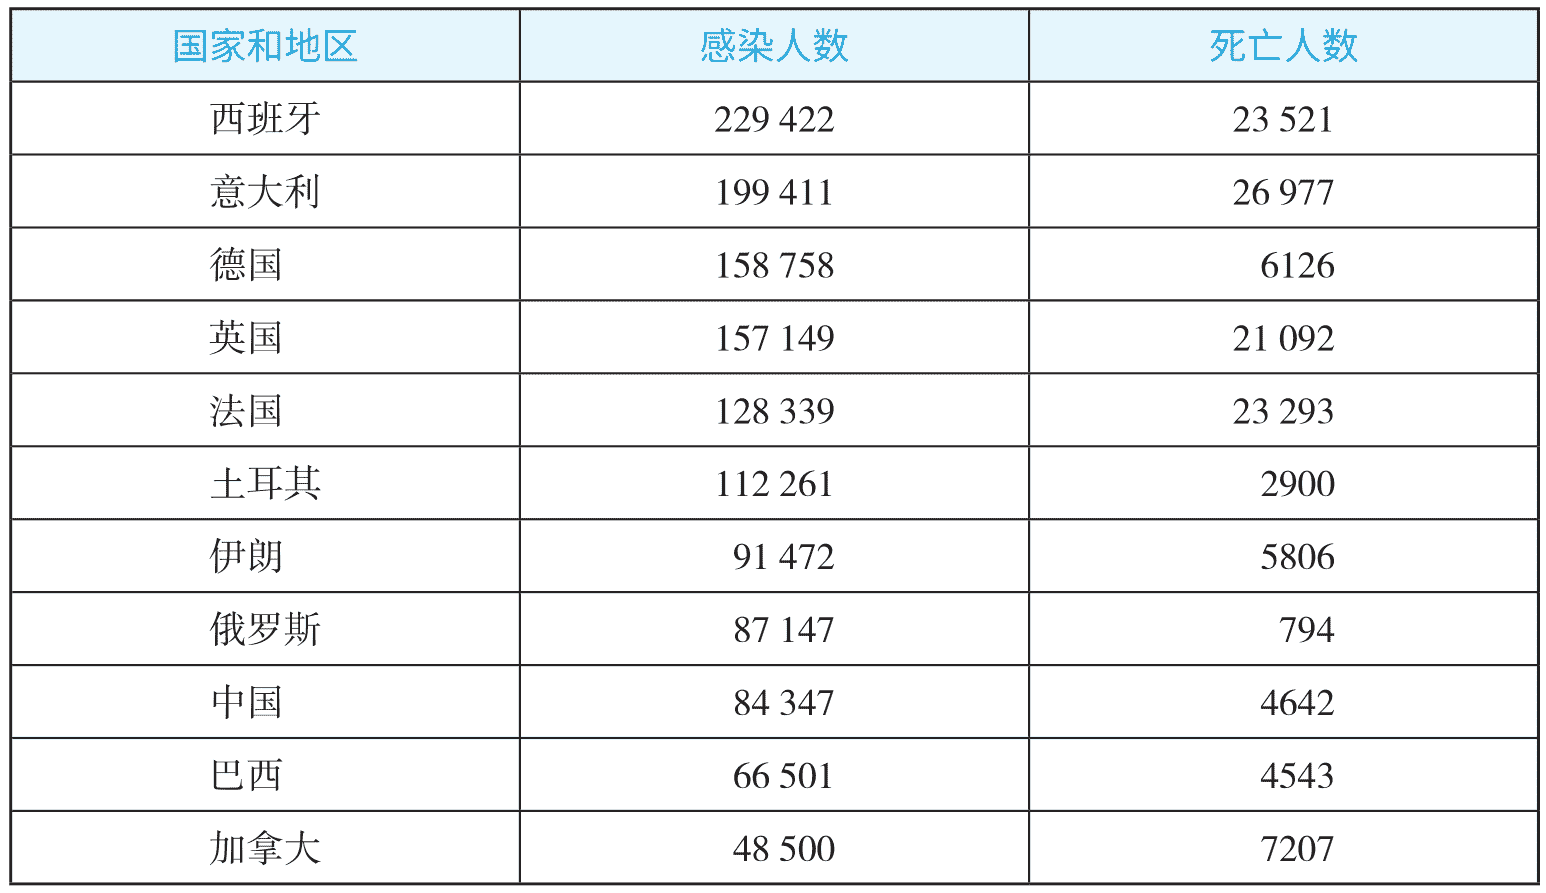 国家和地区 感染人数 死亡人数
西班牙 229 422 23 521
意大利 199 411 26 977
德国 158 758 6126
英国 157 149 21 092
法国 128 339 23 293
土耳其 112 261 2900
伊朗 91 472 5806
俄罗斯 87 147 794
中国 84 347 4642
巴西 66 501 4543
加拿大 48 500 7207